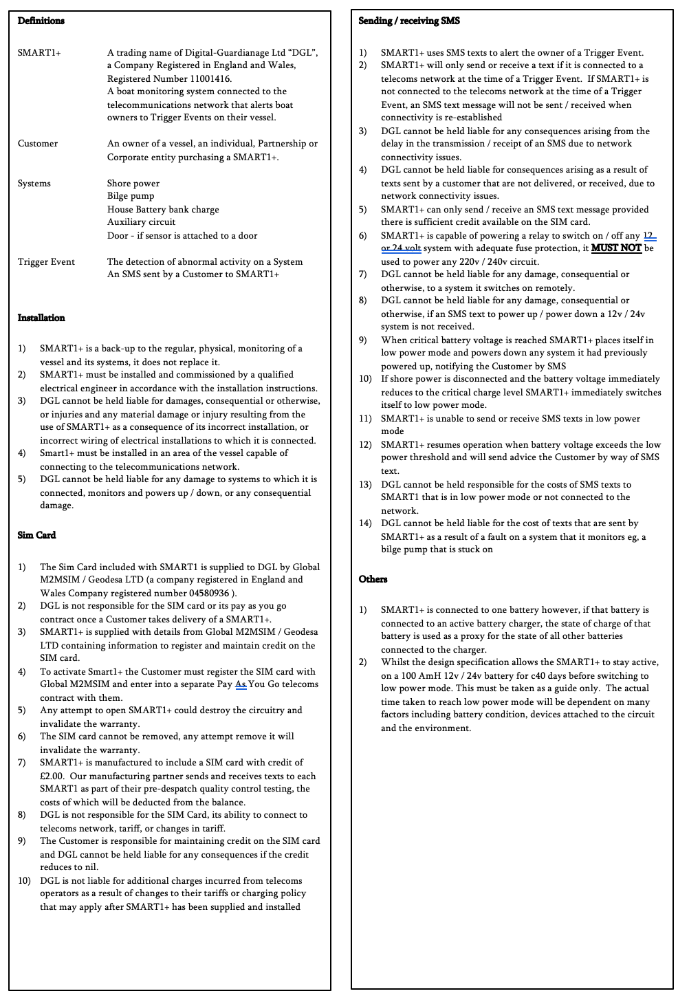 Definitions
SMART1+ A trading name of Digital-Guardianage Ltd “DGL”,
a Company Registered in England and Wales,
Registered Number 11001416.
A boat monitoring system connected to the
telecommunications network that alerts boat
owners to Trigger Events on their vessel.
Customer An owner of a vessel, an individual, Partnership or
Corporate entity purchasing a SMART1+.
Systems Shore power
Bilge pump
House Battery bank charge
Auxiliary circuit
Door - if sensor is attached to a door
Trigger Event The detection of abnormal activity on a System
An SMS sent by a Customer to SMART1+
Installation
1) SMART1+ is a back-up to the regular, physical, monitoring of a
vessel and its systems, it does not replace it.
2) SMART1+ must be installed and commissioned by a qualified
electrical engineer in accordance with the installation instructions.
3) DGL cannot be held liable for damages, consequential or otherwise,
or injuries and any material damage or injury resulting from the
use of SMART1+ as a consequence of its incorrect installation, or
incorrect wiring of electrical installations to which it is connected.
4) Smart1+ must be installed in an area of the vessel capable of
connecting to the telecommunications network.
5) DGL cannot be held liable for any damage to systems to which it is
connected, monitors and powers up / down, or any consequential
damage.
Sim Card
1) The Sim Card included with SMART1 is supplied to DGL by Global
M2MSIM / Geodesa LTD (a company registered in England and
Wales Company registered number 04580936 ).
2) DGL is not responsible for the SIM card or its pay as you go
contract once a Customer takes delivery of a SMART1+.
3) SMART1+ is supplied with details from Global M2MSIM / Geodesa
LTD containing information to register and maintain credit on the
SIM card.
4) To activate Smart1+ the Customer must register the SIM card with
Global M2MSIM and enter into a separate Pay As You Go telecoms
contract with them.
5) Any attempt to open SMART1+ could destroy the circuitry and
invalidate the warranty.
6) The SIM card cannot be removed, any attempt remove it will
invalidate the warranty.
7) SMART1+ is manufactured to include a SIM card with credit of
£2.00. Our manufacturing partner sends and receives texts to each
SMART1 as part of their pre-despatch quality control testing, the
costs of which will be deducted from the balance.
8) DGL is not responsible for the SIM Card, its ability to connect to
telecoms network, tariff, or changes in tariff.
9) The Customer is responsible for maintaining credit on the SIM card
and DGL cannot be held liable for any consequences if the credit
reduces to nil.
10) DGL is not liable for additional charges incurred from telecoms
operators as a result of changes to their tariffs or charging policy
that may apply after SMART1+ has been supplied and installed
Sending / receiving SMS
1) SMART1+ uses SMS texts to alert the owner of a Trigger Event.
2) SMART1+ will only send or receive a text if it is connected to a
telecoms network at the time of a Trigger Event. If SMART1+ is
not connected to the telecoms network at the time of a Trigger
Event, an SMS text message will not be sent / received when
connectivity is re-established
3) DGL cannot be held liable for any consequences arising from the
delay in the transmission / receipt of an SMS due to network
connectivity issues.
4) DGL cannot be held liable for consequences arising as a result of
texts sent by a customer that are not delivered, or received, due to
network connectivity issues.
5) SMART1+ can only send / receive an SMS text message provided
there is sufficient credit available on the SIM card.
6) SMART1+ is capable of powering a relay to switch on / off any 12
or 24 volt system with adequate fuse protection, it MUST NOT be
used to power any 220v / 240v circuit.
7) DGL cannot be held liable for any damage, consequential or
otherwise, to a system it switches on remotely.
8) DGL cannot be held liable for any damage, consequential or
otherwise, if an SMS text to power up / power down a 12v / 24v
system is not received.
9) When critical battery voltage is reached SMART1+ places itself in
low power mode and powers down any system it had previously
powered up, notifying the Customer by SMS
10) If shore power is disconnected and the battery voltage immediately
reduces to the critical charge level SMART1+ immediately switches
itself to low power mode.
11) SMART1+ is unable to send or receive SMS texts in low power
mode
12) SMART1+ resumes operation when battery voltage exceeds the low
power threshold and will send advice the Customer by way of SMS
text.
13) DGL cannot be held responsible for the costs of SMS texts to
SMART1 that is in low power mode or not connected to the
network.
14) DGL cannot be held liable for the cost of texts that are sent by
SMART1+ as a result of a fault on a system that it monitors eg, a
bilge pump that is stuck on
Others
1) SMART1+ is connected to one battery however, if that battery is
connected to an active battery charger, the state of charge of that
battery is used as a proxy for the state of all other batteries
connected to the charger.
2) Whilst the design specification allows the SMART1+ to stay active,
on a 100 AmH 12v / 24v battery for c40 days before switching to
low power mode. This must be taken as a guide only. The actual
time taken to reach low power mode will be dependent on many
factors including battery condition, devices attached to the circuit
and the environment.